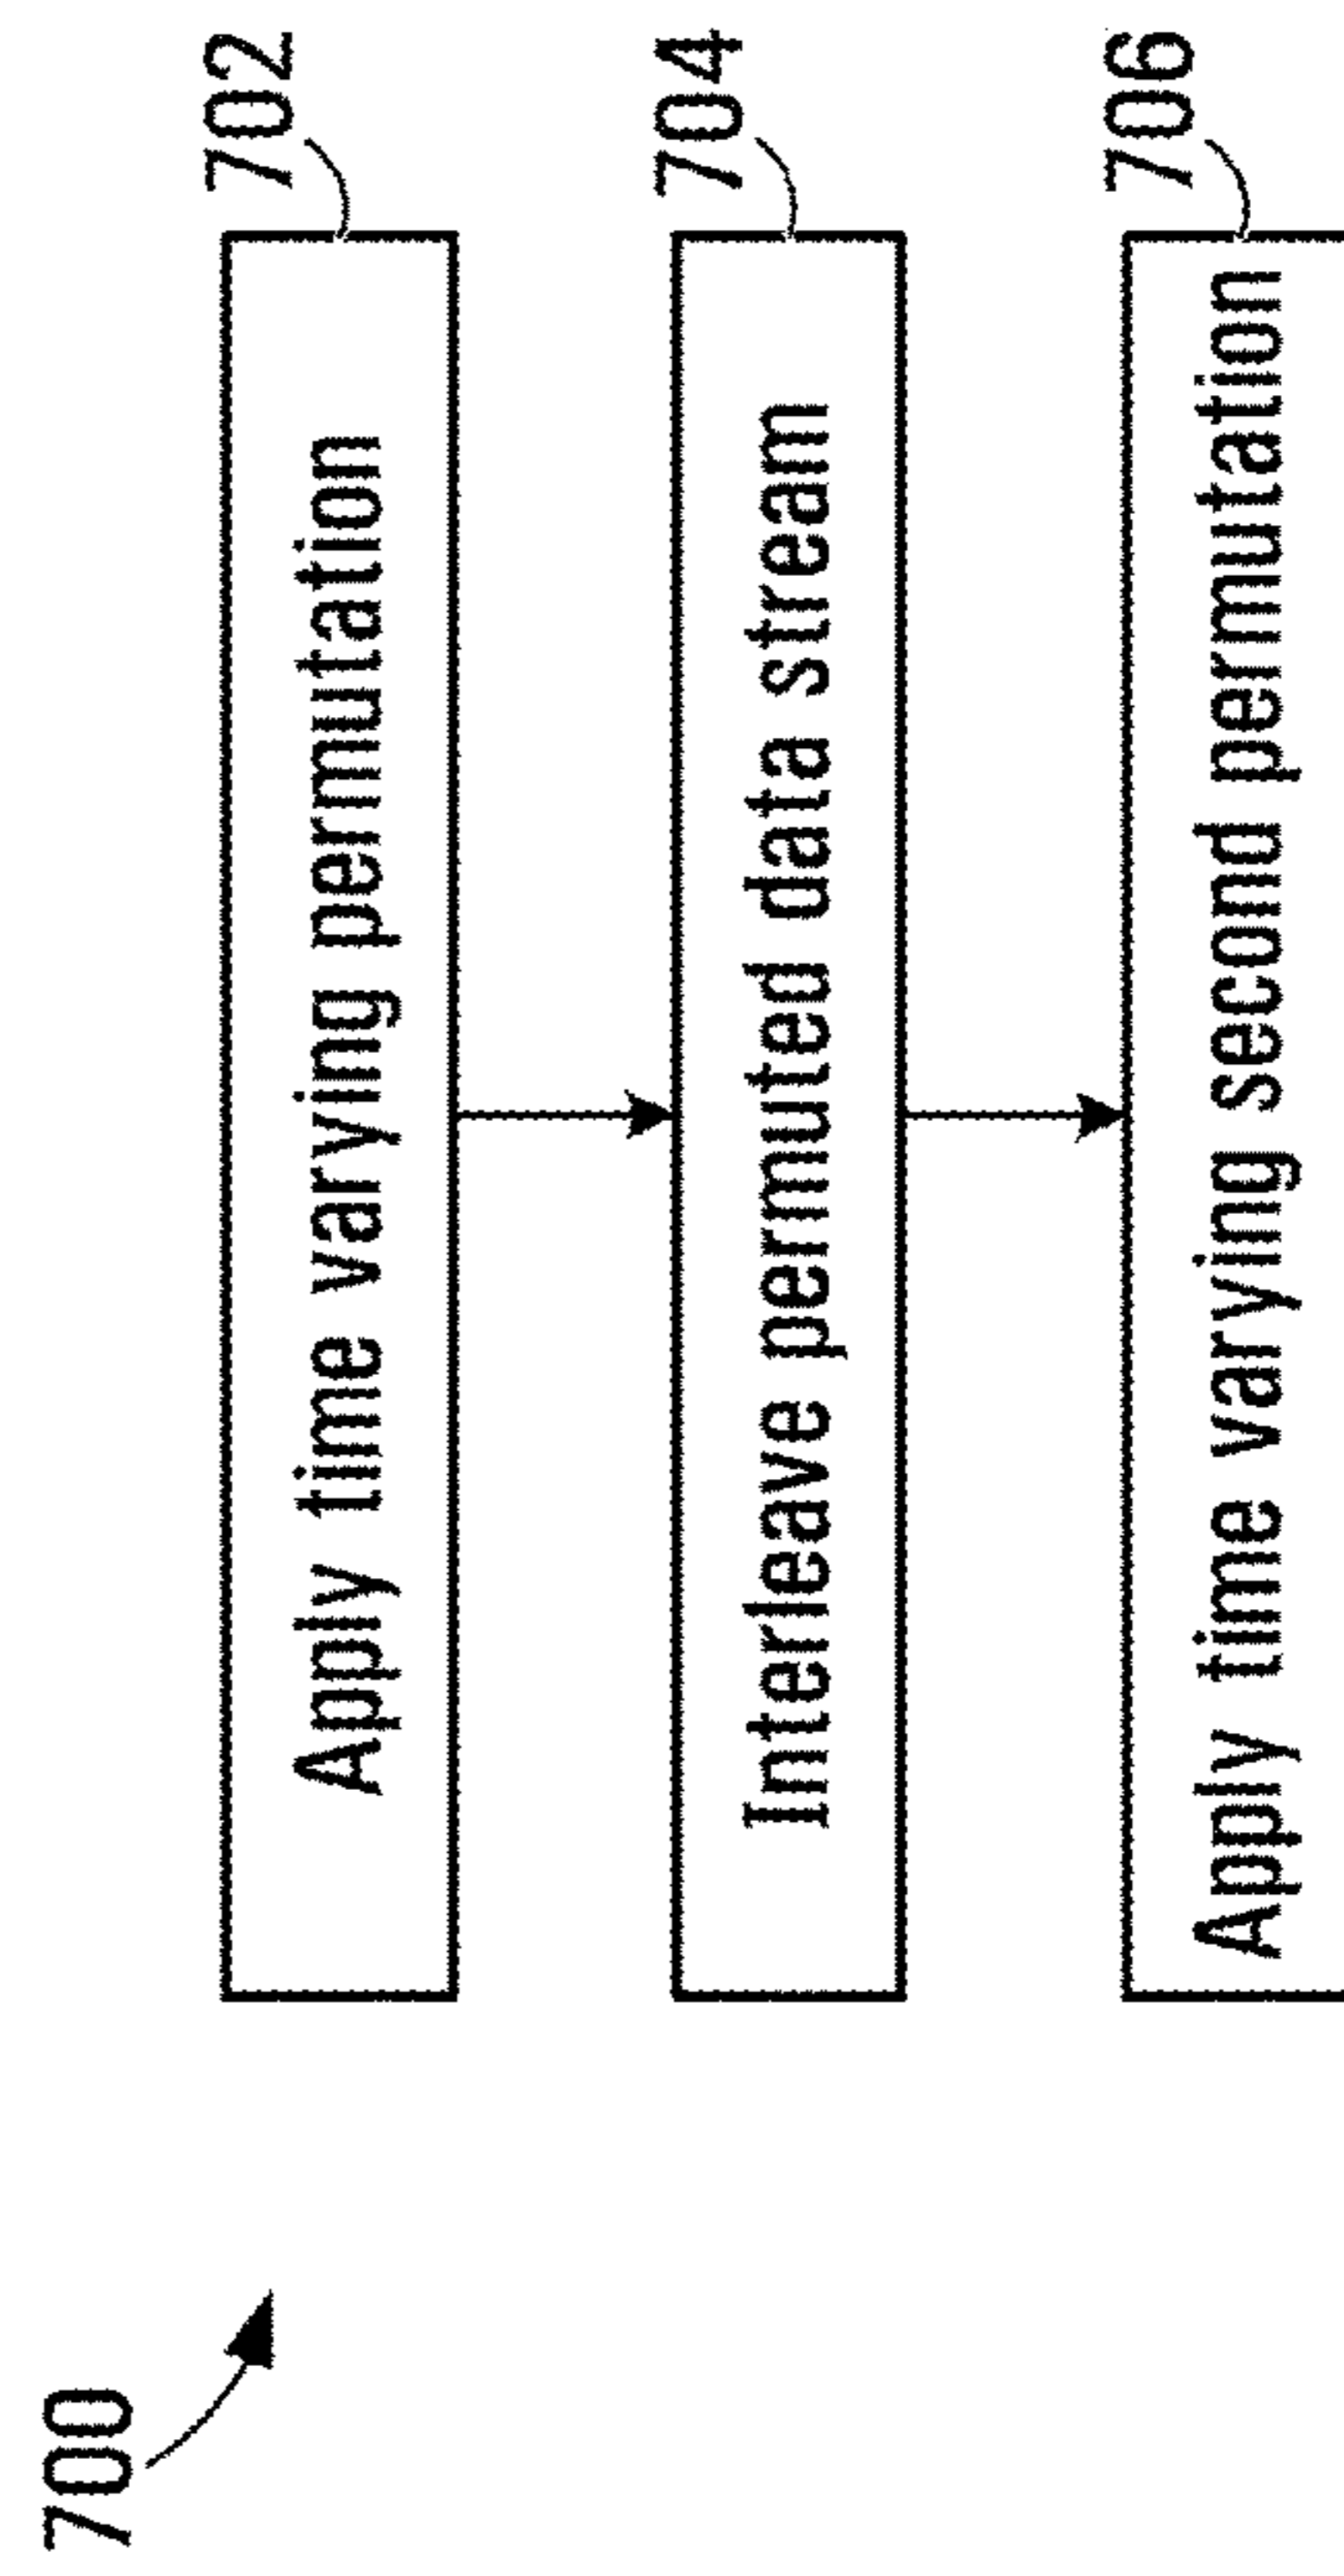 700
702
Apply time varying permutation
704
Interleave permuted data stream
706
Apply time varying second permutation